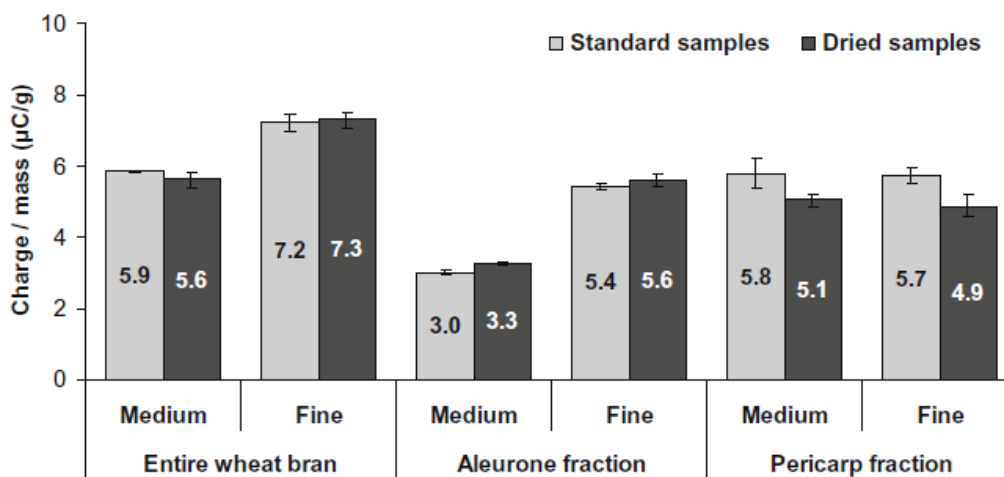 10
Standard samples Dried samples
8
Charge / mass (µC/g)
6
4
5.9 5.6 7.2 7.3 3.0 3.3 5.4 5.6 5.8 5.1 5.7 4.9
2
0
Medium Fine Medium Fine Medium Fine
Entire wheat bran Aleurone fraction Pericarp fraction